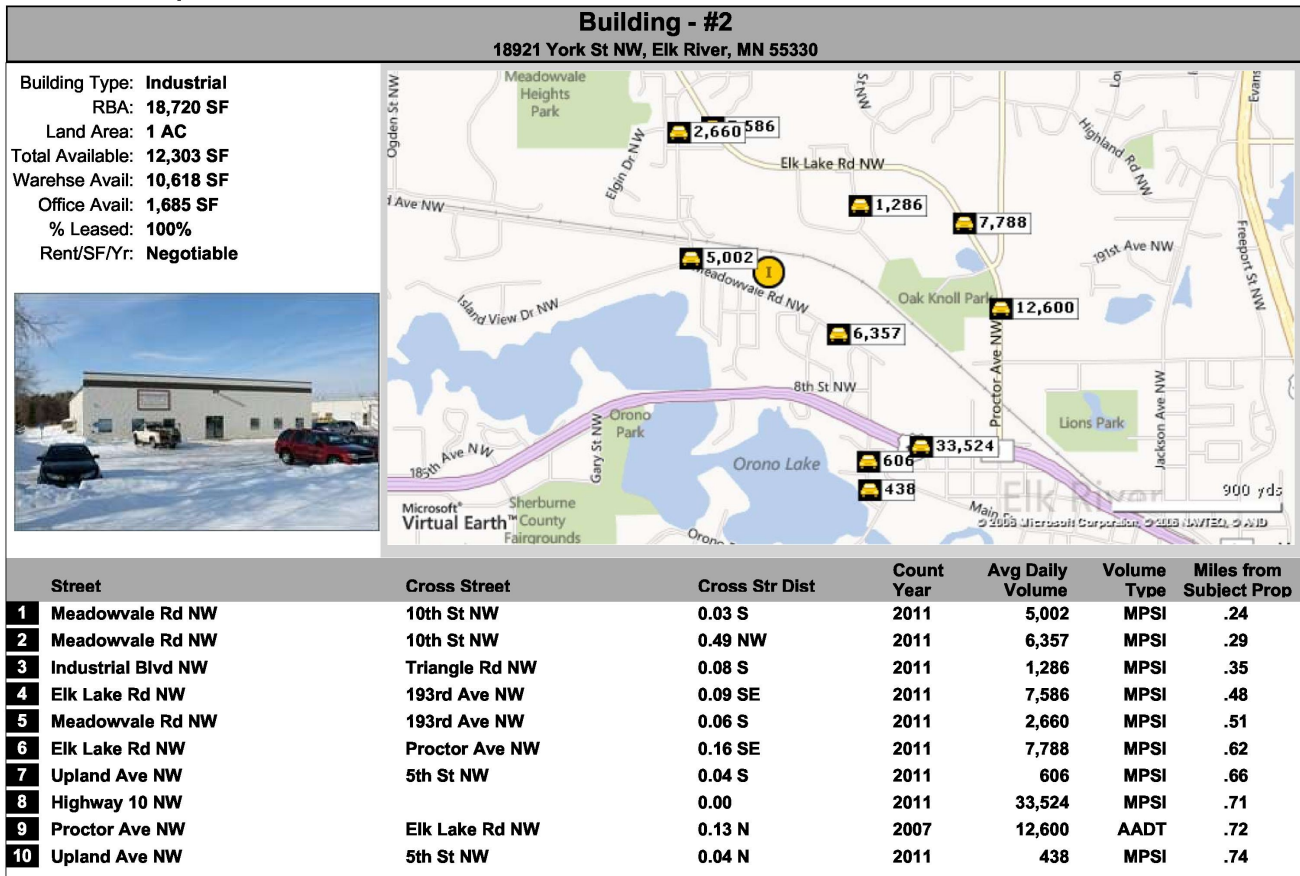 Building - #2
18921 York St NW, Elk River, MN 55330
Building Type: Industrial
RBA: 18,720 SF
Land Area: 1 AC
Total Available: 12,303 SF
Warehse Avail: 10,618 SF
Office Avail: 1,685 SF
% Leased: 100%
Rent/SF/Yr: Negotiable
Meadowvale
Heights
Park
Ogden St NW
St NW
Evans
2,660
586
Elgin Dr NW
Elk Lake Rd NW
Highland Rd NW
d Ave NW
1,286
7,788
191st Ave NW
Freeport St NW
5,002
I
Meadowvale Rd NW
Island View Dr NW
Oak Knoll Park
12,600
6,357
Proctor Ave NW
8th St NW
Orono
Park
Gary St NW
Lions Park
Jackson Ave NW
33,524
185th Ave NW
606
Orono Lake
438
Elk River
900 yds
Main
Microsoft®
Virtual Earth™
Sherburne
County
Fairgrounds
Orono
© 2006 Microsoft Corporation, © 2006 NAVTEQ, © AND
Street Cross Street Cross Str Dist Count Year Avg Daily Volume Volume Type Miles from Subject Prop
1 Meadowvale Rd NW 10th St NW 0.03 S 2011 5,002 MPSI .24
2 Meadowvale Rd NW 10th St NW 0.49 NW 2011 6,357 MPSI .29
3 Industrial Blvd NW Triangle Rd NW 0.08 S 2011 1,286 MPSI .35
4 Elk Lake Rd NW 193rd Ave NW 0.09 SE 2011 7,586 MPSI .48
5 Meadowvale Rd NW 193rd Ave NW 0.06 S 2011 2,660 MPSI .51
6 Elk Lake Rd NW Proctor Ave NW 0.16 SE 2011 7,788 MPSI .62
7 Upland Ave NW 5th St NW 0.04 S 2011 606 MPSI .66
8 Highway 10 NW 0.00 2011 33,524 MPSI .71
9 Proctor Ave NW Elk Lake Rd NW 0.13 N 2007 12,600 AADT .72
10 Upland Ave NW 5th St NW 0.04 N 2011 438 MPSI .74